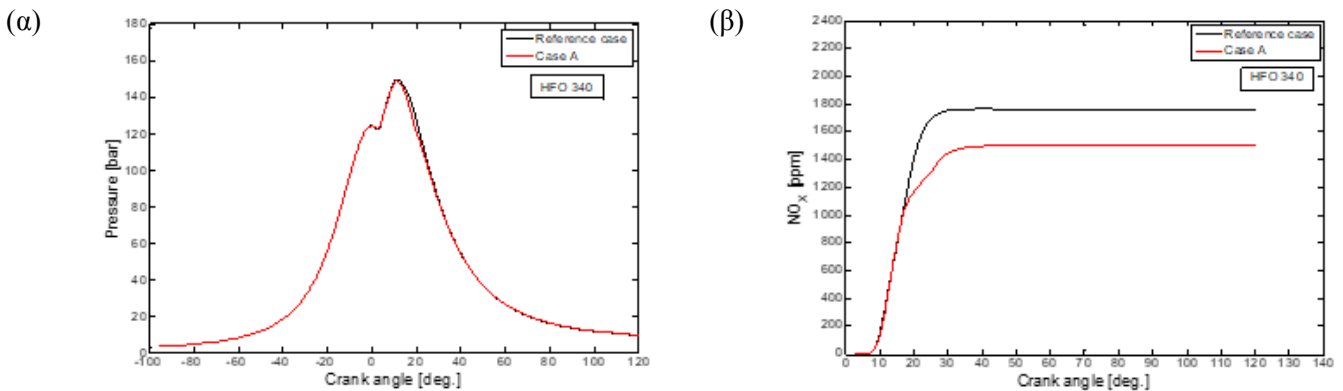 (α)
180
160
140
120
100
80
60
40
20
0
Pressure [bar]
Reference case
Case A
HFO 340
-100 -80 -60 -40 -20 0 20 40 60 80 100 120
Crank angle [deg.]
(β)
2400
2200
2000
1800
1600
1400
1200
1000
800
600
400
200
0
NOX [ppm]
Reference case
Case A
HFO 340
0 10 20 30 40 50 60 70 80 90 100 110 120 130 140
Crank angle [deg.]